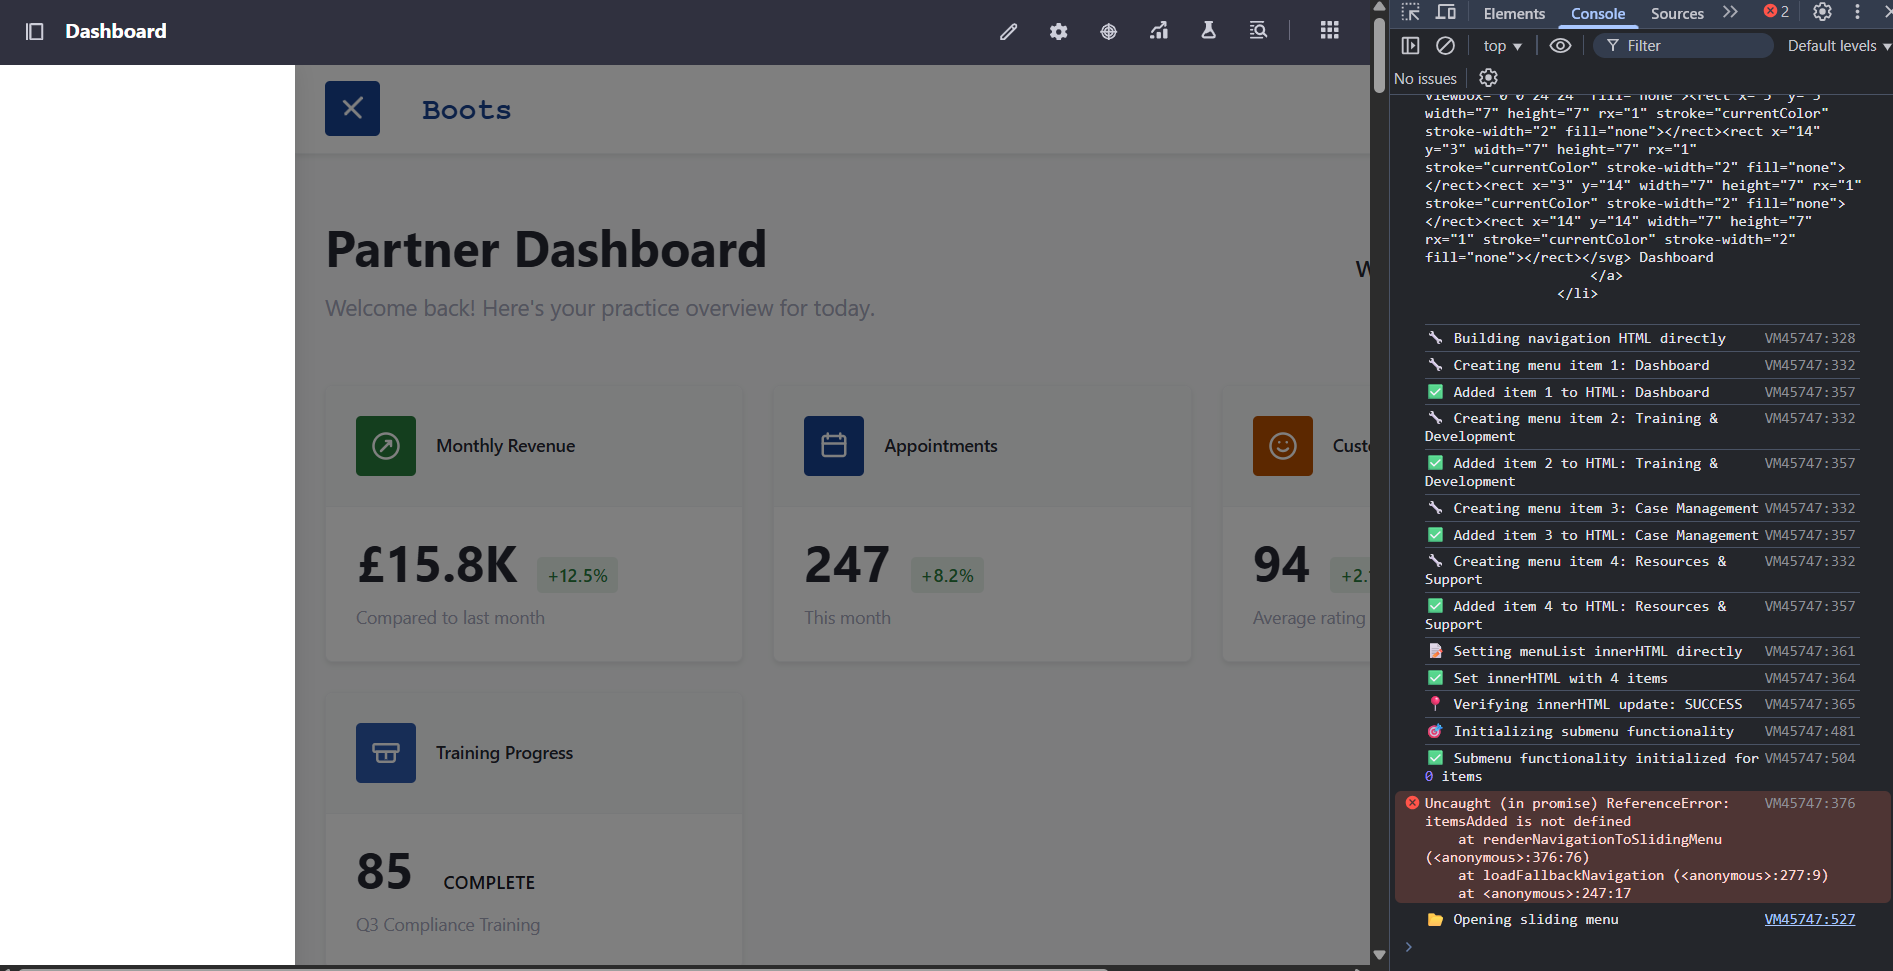 Dashboard
Boots
Partner Dashboard
Welcome back! Here's your practice overview for today.
W
Monthly Revenue
£15.8K +12.5%
Compared to last month
Appointments
247 +8.2%
This month
Cust
94 +2.
Average rating
Training Progress
85 COMPLETE
Q3 Compliance Training
Elements Console Sources 2
top Filter Default levels
No issues
viewBox="0 0 24 24" fill="none"><rect x="3" y="3"
width="7" height="7" rx="1" stroke="currentColor"
stroke-width="2" fill="none"></rect><rect x="14"
y="3" width="7" height="7" rx="1"
stroke="currentColor" stroke-width="2" fill="none">
</rect><rect x="3" y="14" width="7" height="7" rx="1"
stroke="currentColor" stroke-width="2" fill="none">
</rect><rect x="14" y="14" width="7" height="7"
rx="1" stroke="currentColor" stroke-width="2"
fill="none"></rect></svg> Dashboard
</a>
</li>
Building navigation HTML directly VM45747:328
Creating menu item 1: Dashboard VM45747:332
Added item 1 to HTML: Dashboard VM45747:357
Creating menu item 2: Training & VM45747:332
Development
Added item 2 to HTML: Training & VM45747:357
Development
Creating menu item 3: Case Management VM45747:332
Added item 3 to HTML: Case Management VM45747:357
Creating menu item 4: Resources & VM45747:332
Support
Added item 4 to HTML: Resources & VM45747:357
Support
Setting menuList innerHTML directly VM45747:361
Set innerHTML with 4 items VM45747:364
Verifying innerHTML update: SUCCESS VM45747:365
Initializing submenu functionality VM45747:481
Submenu functionality initialized for VM45747:504
0 items
Uncaught (in promise) ReferenceError: VM45747:376
itemsAdded is not defined
at renderNavigationToSlidingMenu
(<anonymous>:376:76)
at loadFallbackNavigation (<anonymous>:277:9)
at <anonymous>:247:17
Opening sliding menu VM45747:527